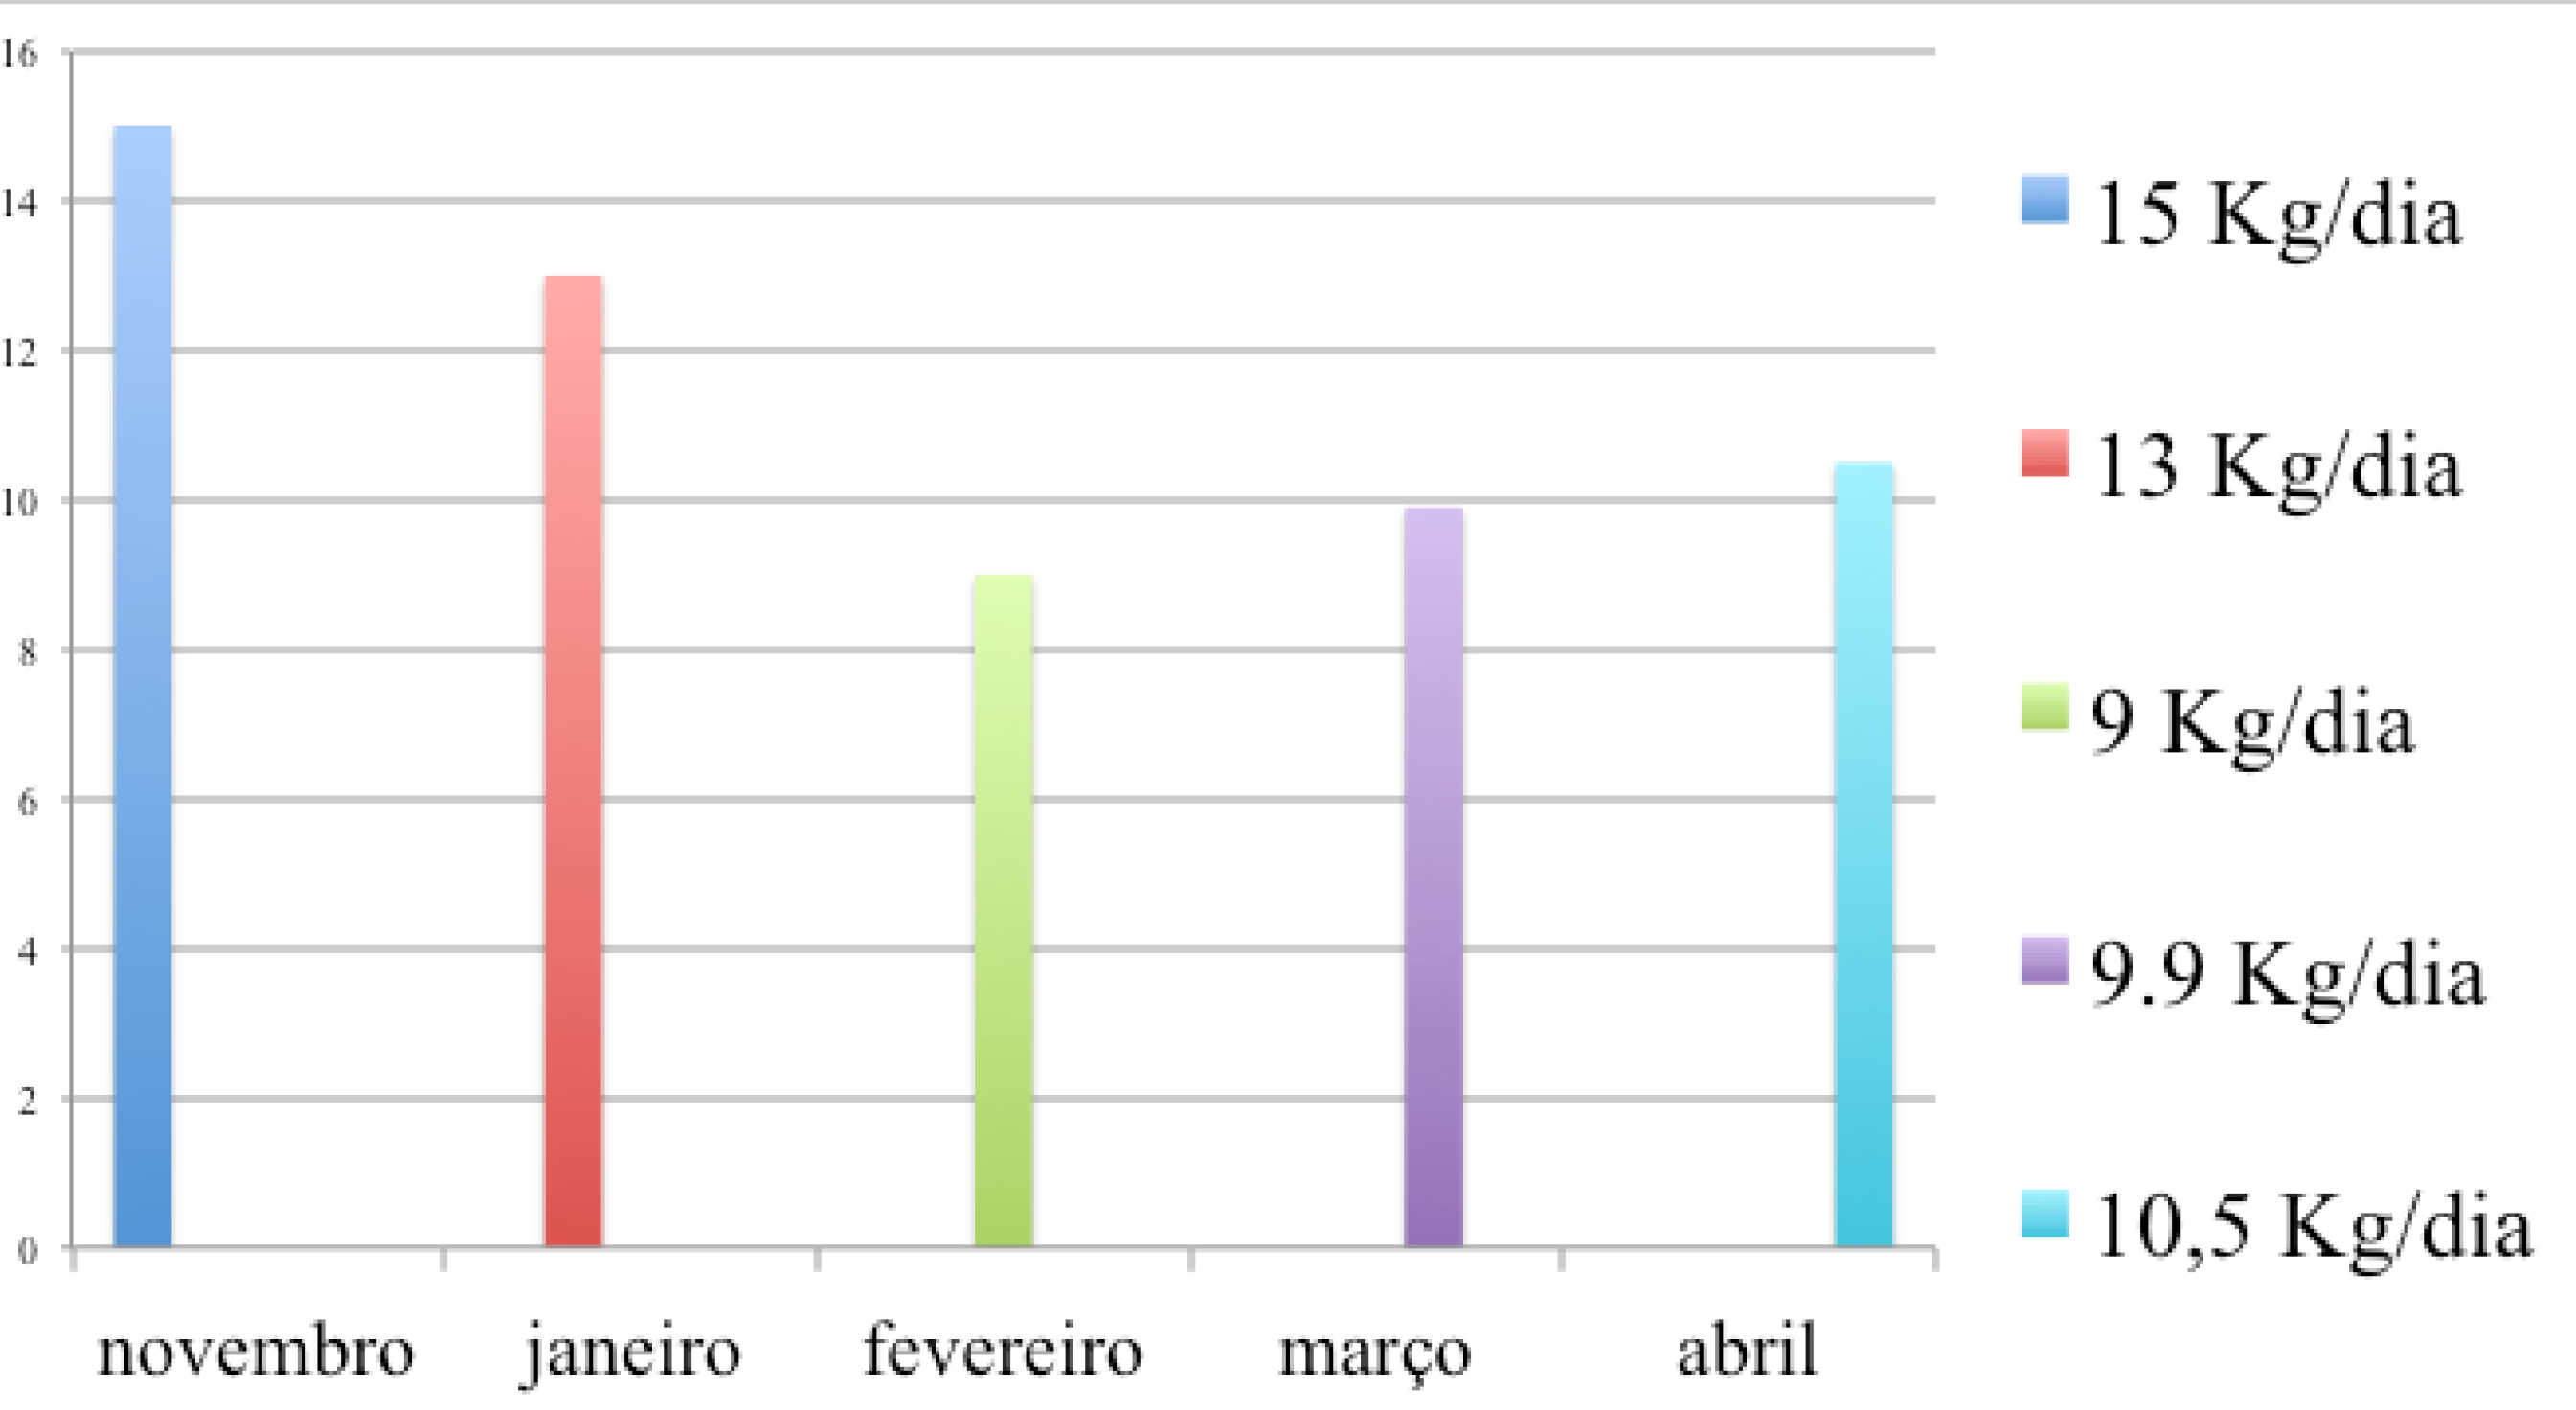 16
14
12
10
8
6
4
2
0
novembro janeiro fevereiro março abril
15 Kg/dia
13 Kg/dia
9 Kg/dia
9.9 Kg/dia
10,5 Kg/dia